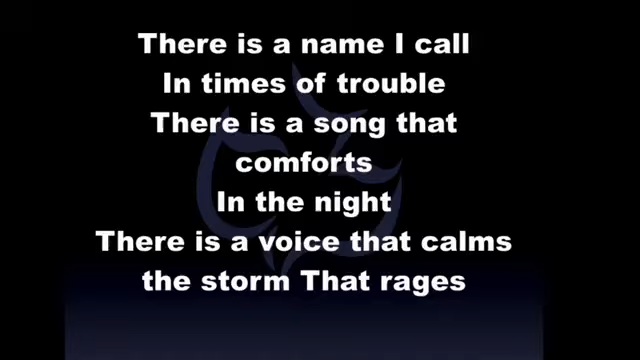 There is a name I call
In times of trouble
There is a song that
comforts
In the night
There is a voice that calms
the storm That rages